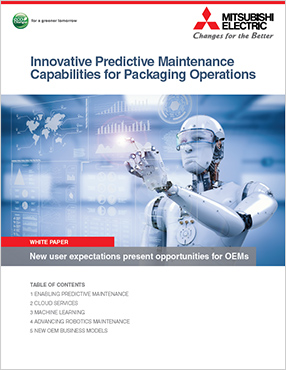 for a greener tomorrow
MITSUBISHI
ELECTRIC
Changes for the Better
Innovative Predictive Maintenance
Capabilities for Packaging Operations
WHITE PAPER
New user expectations present opportunities for OEMs
TABLE OF CONTENTS
1 ENABLING PREDICTIVE MAINTENANCE
2 CLOUD SERVICES
3 MACHINE LEARNING
4 ADVANCING ROBOTICS MAINTENANCE
5 NEW OEM BUSINESS MODELS